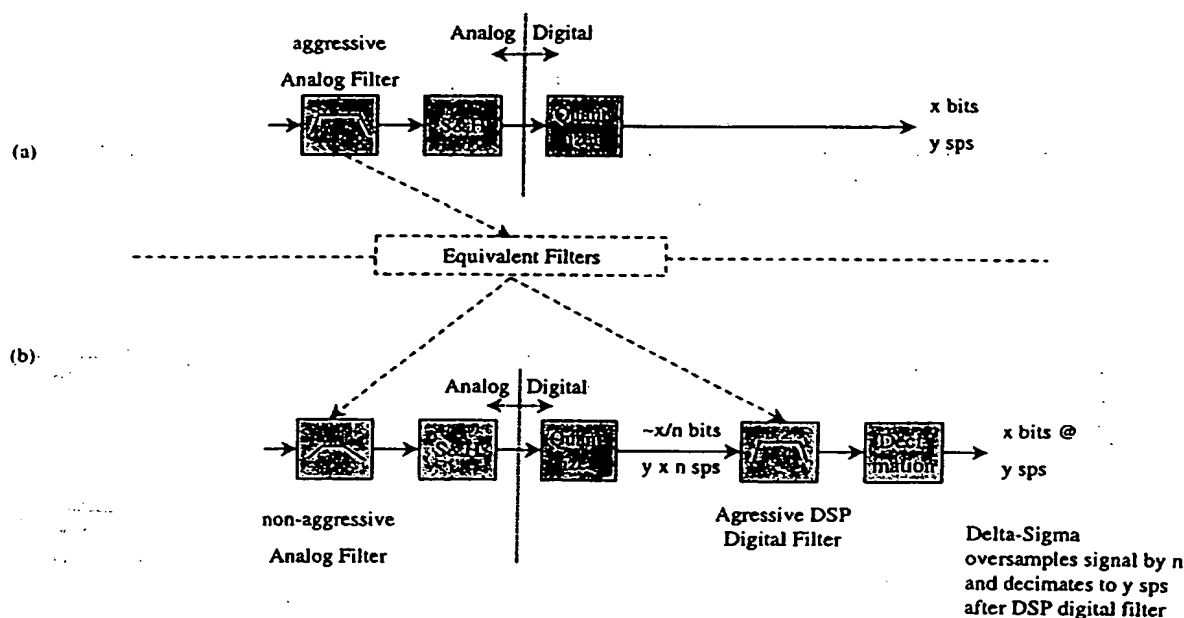 aggressive
Analog Filter
Analog Digital
S&H
x bits
y sps
(a)
Equivalent Filters
(b)
Analog Digital
S&H
~x/n bits
y x n sps
mation
x bits @
y sps
non-aggressive
Analog Filter
Agressive DSP
Digital Filter
Delta-Sigma
oversamples signal by n
and decimates to y sps
after DSP digital filter